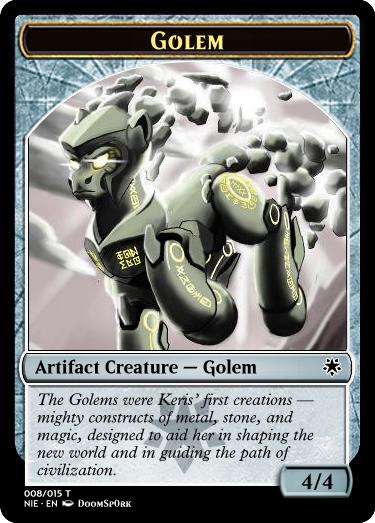 Golem
Artifact Creature — Golem
The Golems were Keris' first creations —
mighty constructs of metal, stone, and
magic, designed to aid her in shaping the
new world and in guiding the path of
civilization.
4/4
008/015 T
NIE · EN DoomSp0rk